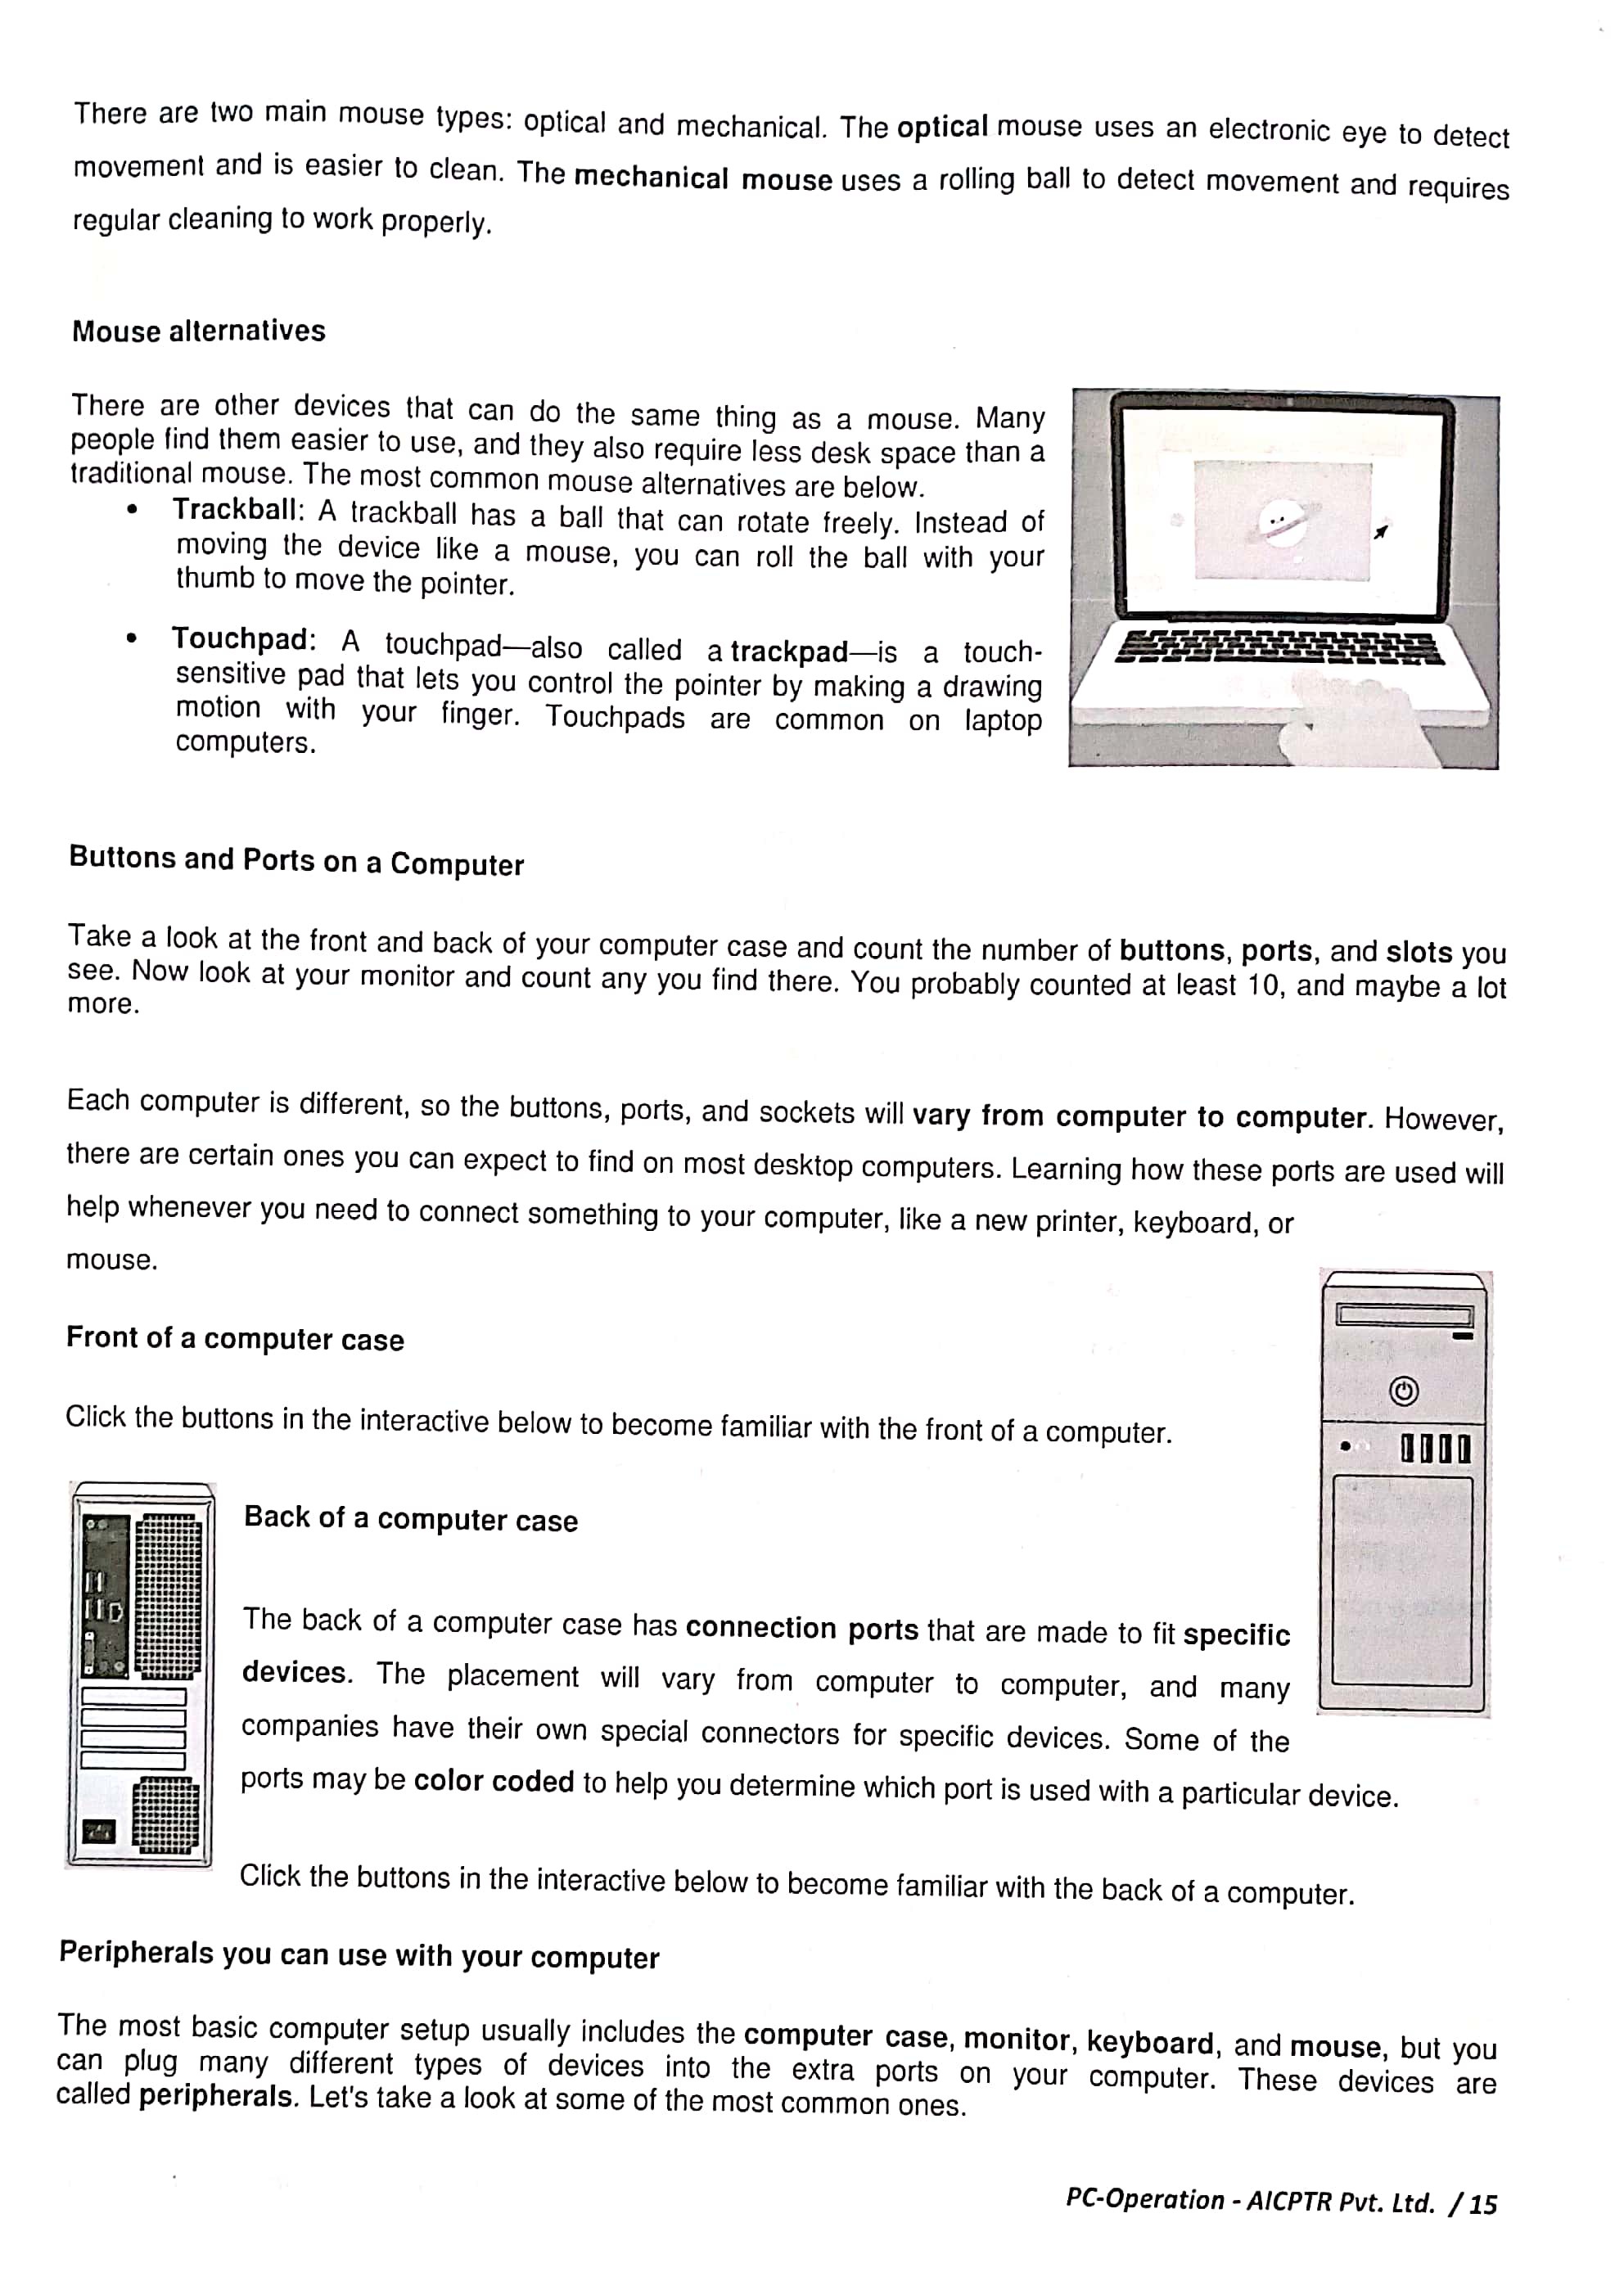 There are two main mouse types: optical and mechanical. The optical mouse uses an electronic eye to detect
movement and is easier to clean. The mechanical mouse uses a rolling ball to detect movement and requires
regular cleaning to work properly.
Mouse alternatives
There are other devices that can do the same thing as a mouse. Many
people find them easier to use, and they also require less desk space than a
traditional mouse. The most common mouse alternatives are below.
• Trackball: A trackball has a ball that can rotate freely. Instead of
moving the device like a mouse, you can roll the ball with your
thumb to move the pointer.
• Touchpad: A touchpad—also called a trackpad—is a touch-
sensitive pad that lets you control the pointer by making a drawing
motion with your finger. Touchpads are common on laptop
computers.
Buttons and Ports on a Computer
Take a look at the front and back of your computer case and count the number of buttons, ports, and slots you
see. Now look at your monitor and count any you find there. You probably counted at least 10, and maybe a lot
more.
Each computer is different, so the buttons, ports, and sockets will vary from computer to computer. However,
there are certain ones you can expect to find on most desktop computers. Learning how these ports are used will
help whenever you need to connect something to your computer, like a new printer, keyboard, or
mouse.
Front of a computer case
Click the buttons in the interactive below to become familiar with the front of a computer.
Back of a computer case
The back of a computer case has connection ports that are made to fit specific
devices. The placement will vary from computer to computer, and many
companies have their own special connectors for specific devices. Some of the
ports may be color coded to help you determine which port is used with a particular device.
Click the buttons in the interactive below to become familiar with the back of a computer.
Peripherals you can use with your computer
The most basic computer setup usually includes the computer case, monitor, keyboard, and mouse, but you
can plug many different types of devices into the extra ports on your computer. These devices are
called peripherals. Let's take a look at some of the most common ones.
PC-Operation - AICPTR Pvt. Ltd. / 15